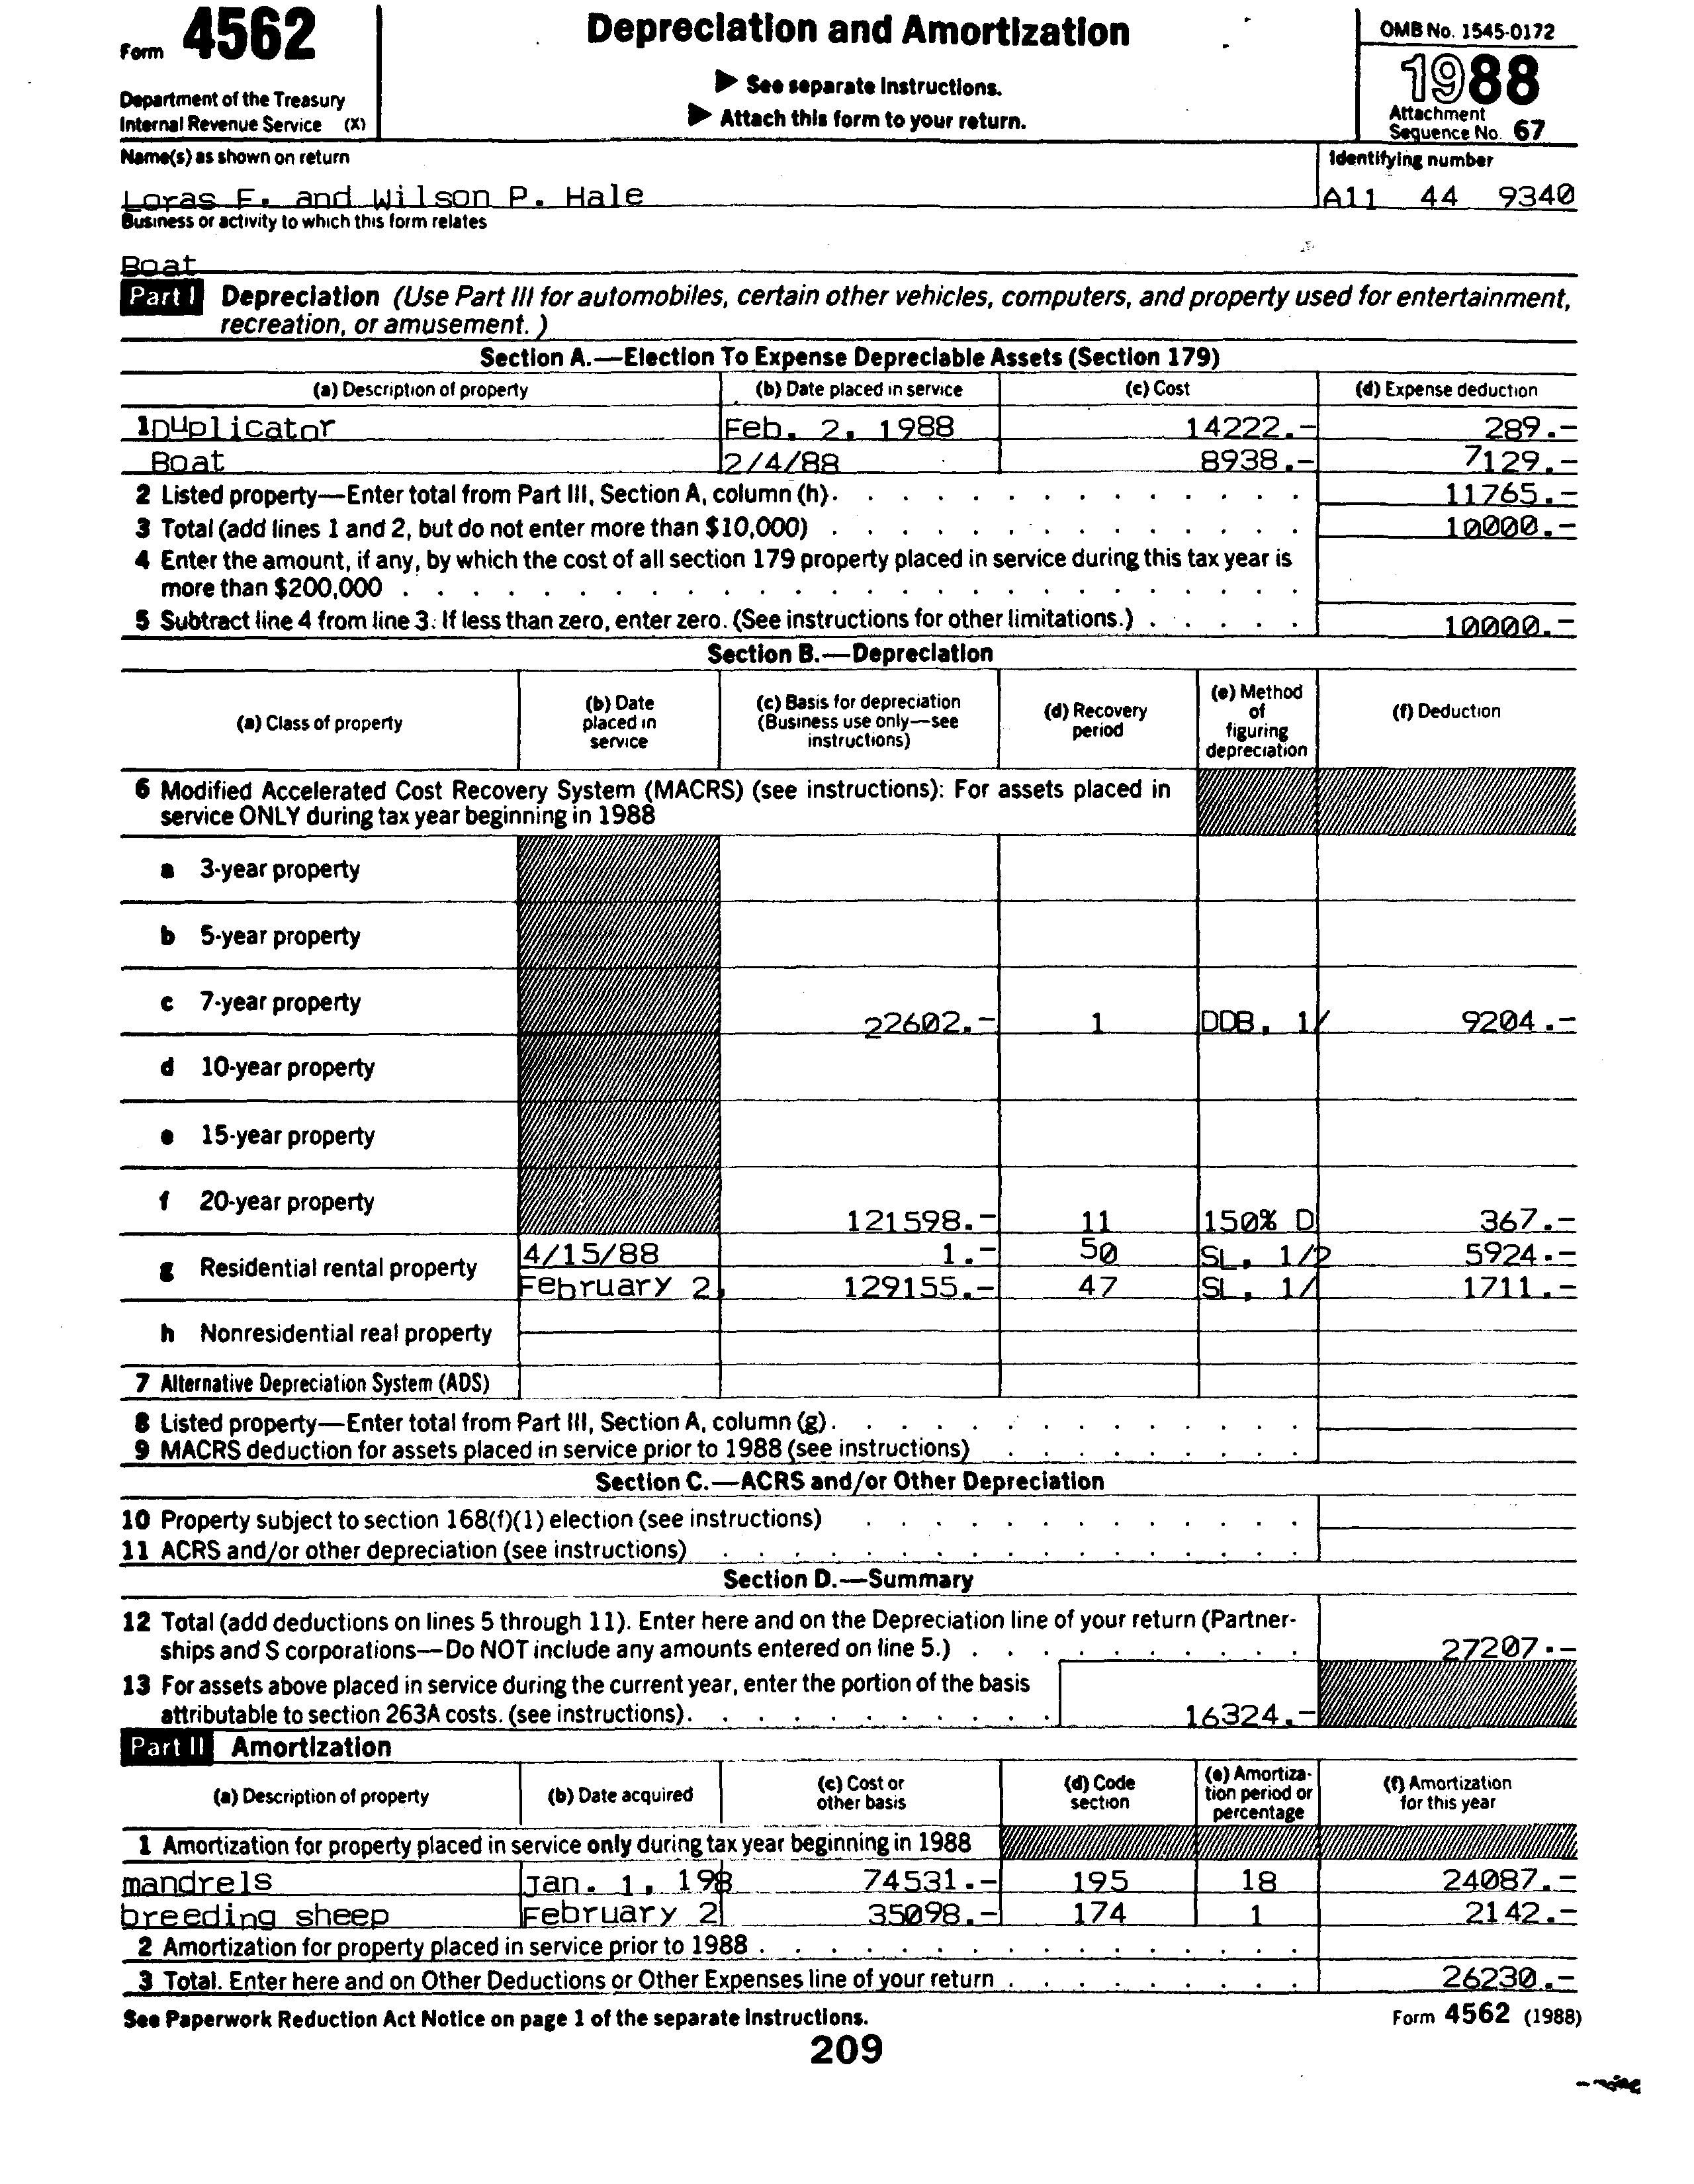 Form 4562
Depreciation and Amortization
OMB No. 1545-0172
1988
► See separate Instructions.
► Attach this form to your return.
Department of the Treasury
Internal Revenue Service (X)
Attachment
Sequence No. 67
Name(s) as shown on return
Identifying number
Loras F. and Wilson P. Hale
A11 44 9340
Business or activity to which this form relates
Boat
Part I Depreciation (Use Part III for automobiles, certain other vehicles, computers, and property used for entertainment,
recreation, or amusement.)
Section A.—Election To Expense Depreciable Assets (Section 179)
(a) Description of property (b) Date placed in service (c) Cost (d) Expense deduction
1 Duplicator Feb. 2, 1988 14222.- 289.-
Boat 2/4/88 8938.- 7129.-
2 Listed property—Enter total from Part III, Section A, column (h). 11765.-
3 Total (add lines 1 and 2, but do not enter more than $10,000) 10000.-
4 Enter the amount, if any, by which the cost of all section 179 property placed in service during this tax year is
more than $200,000
5 Subtract line 4 from line 3. If less than zero, enter zero. (See instructions for other limitations.) 10000.-
Section B.—Depreciation
(a) Class of property
(b) Date
placed in
service
(c) Basis for depreciation
(Business use only—see
instructions)
(d) Recovery
period
(e) Method
of
figuring
depreciation
(f) Deduction
6 Modified Accelerated Cost Recovery System (MACRS) (see instructions): For assets placed in
service ONLY during tax year beginning in 1988
a 3-year property
b 5-year property
c 7-year property 22602.- 1 DDB, 1/ 9204.-
d 10-year property
e 15-year property
f 20-year property 121598.- 11 150% D 367.-
4/15/88 1.- 50 SL, 1/2 5924.-
g Residential rental property
February 2, 129155.- 47 SL, 1/ 1711.-
h Nonresidential real property
7 Alternative Depreciation System (ADS)
8 Listed property—Enter total from Part III, Section A, column (g).
9 MACRS deduction for assets placed in service prior to 1988 (see instructions)
Section C.—ACRS and/or Other Depreciation
10 Property subject to section 168(f)(1) election (see instructions)
11 ACRS and/or other depreciation (see instructions)
Section D.—Summary
12 Total (add deductions on lines 5 through 11). Enter here and on the Depreciation line of your return (Partner-
ships and S corporations—Do NOT include any amounts entered on line 5.) 27207.-
13 For assets above placed in service during the current year, enter the portion of the basis
attributable to section 263A costs. (see instructions). 16324.-
Part II Amortization
(a) Description of property
(b) Date acquired
(c) Cost or
other basis
(d) Code
section
(e) Amortiza-
tion period or
percentage
(f) Amortization
for this year
1 Amortization for property placed in service only during tax year beginning in 1988
mandrels Jan. 1, 198 74531.- 195 18 24087.-
breeding sheep February 2 35098.- 174 1 2142.-
2 Amortization for property placed in service prior to 1988
3 Total. Enter here and on Other Deductions or Other Expenses line of your return 26230.-
See Paperwork Reduction Act Notice on page 1 of the separate Instructions.
Form 4562 (1988)
209